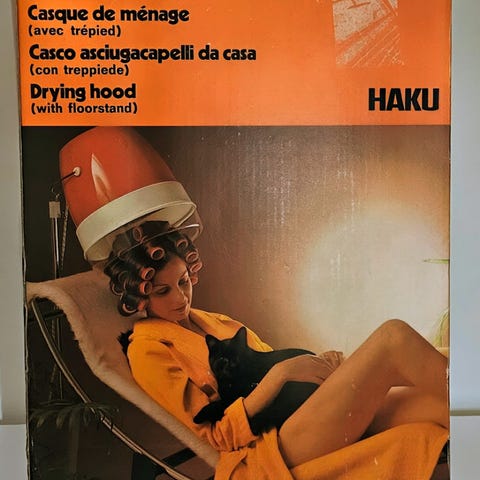 Casque de ménage
(avec trépied)
Casco asciugacapelli da casa
(con treppiede)
Drying hood
(with floorstand)
HAKU